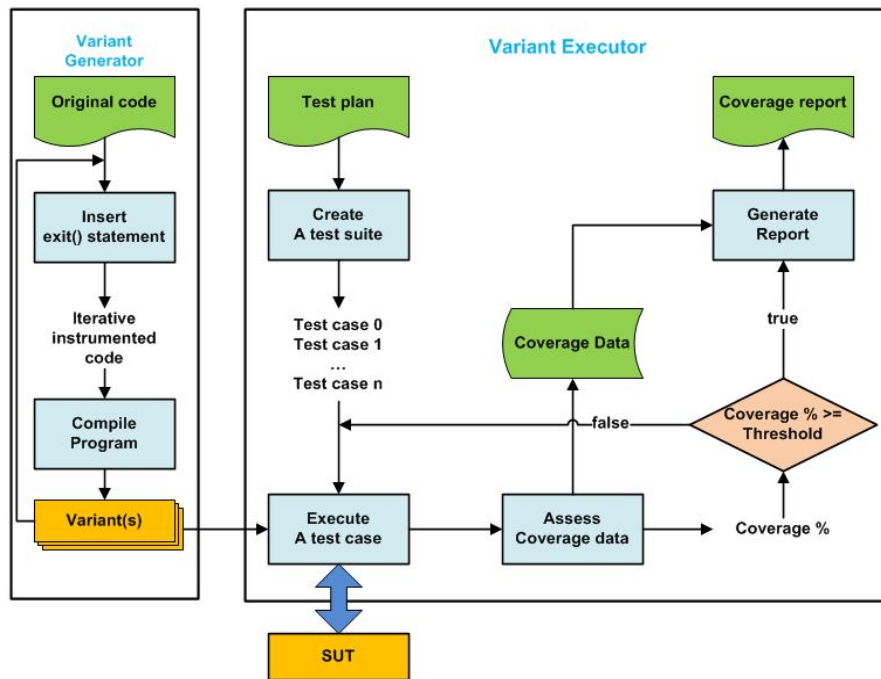 Variant
Generator
Original code
Insert
exit() statement
Iterative
instrumented
code
Compile
Program
Variant(s)
Variant Executor
Test plan
Create
A test suite
Test case 0
Test case 1
...
Test case n
Execute
A test case
SUT
Assess
Coverage data
Coverage Data
Coverage %
Coverage % >=
Threshold
false
true
Generate
Report
Coverage report